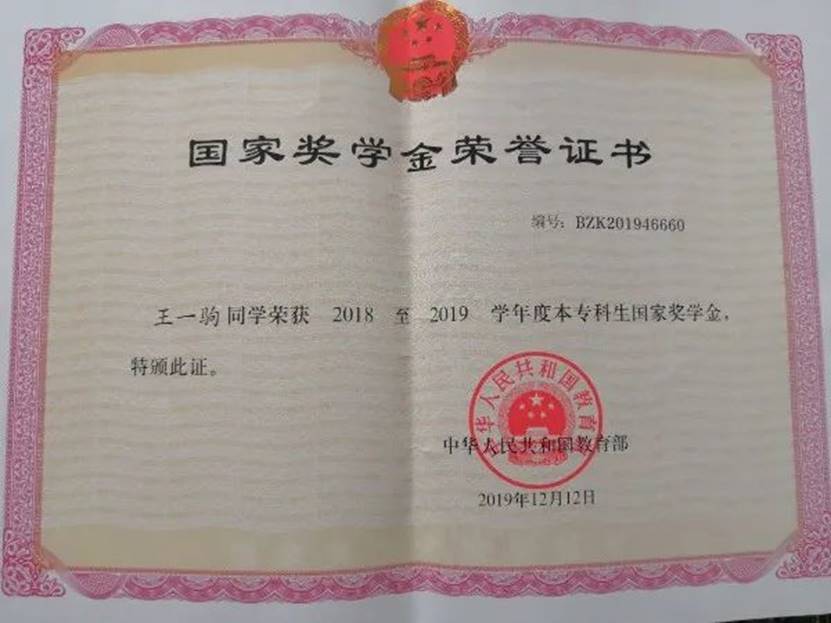 国家奖学金荣誉证书
编号：BZK201946660
王一驹同学荣获 2018 至 2019 学年度本专科生国家奖学金，
特颁此证。
中华人民共和国教育部
中华人民共和国教育部
2019年12月12日